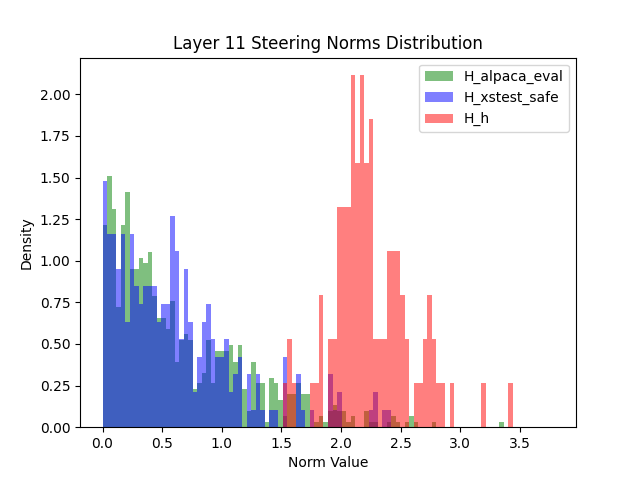 Layer 11 Steering Norms Distribution
H_alpaca_eval
H_xstest_safe
H_h
Density
2.00
1.75
1.50
1.25
1.00
0.75
0.50
0.25
0.00
0.0 0.5 1.0 1.5 2.0 2.5 3.0 3.5
Norm Value